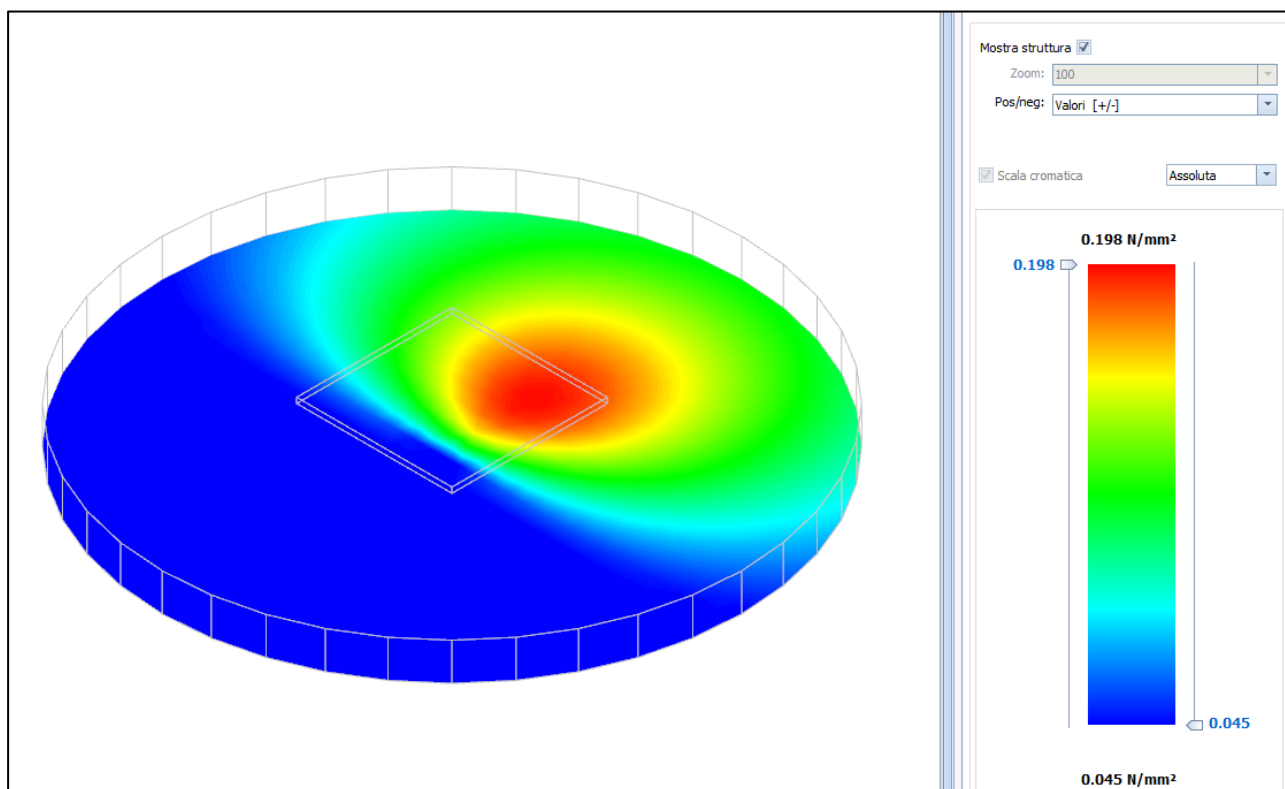 Mostra struttura
Zoom: 100
Pos/neg: Valori [+/-]
Scala cromatica Assoluta
0.198 N/mm²
0.198
0.045
0.045 N/mm²